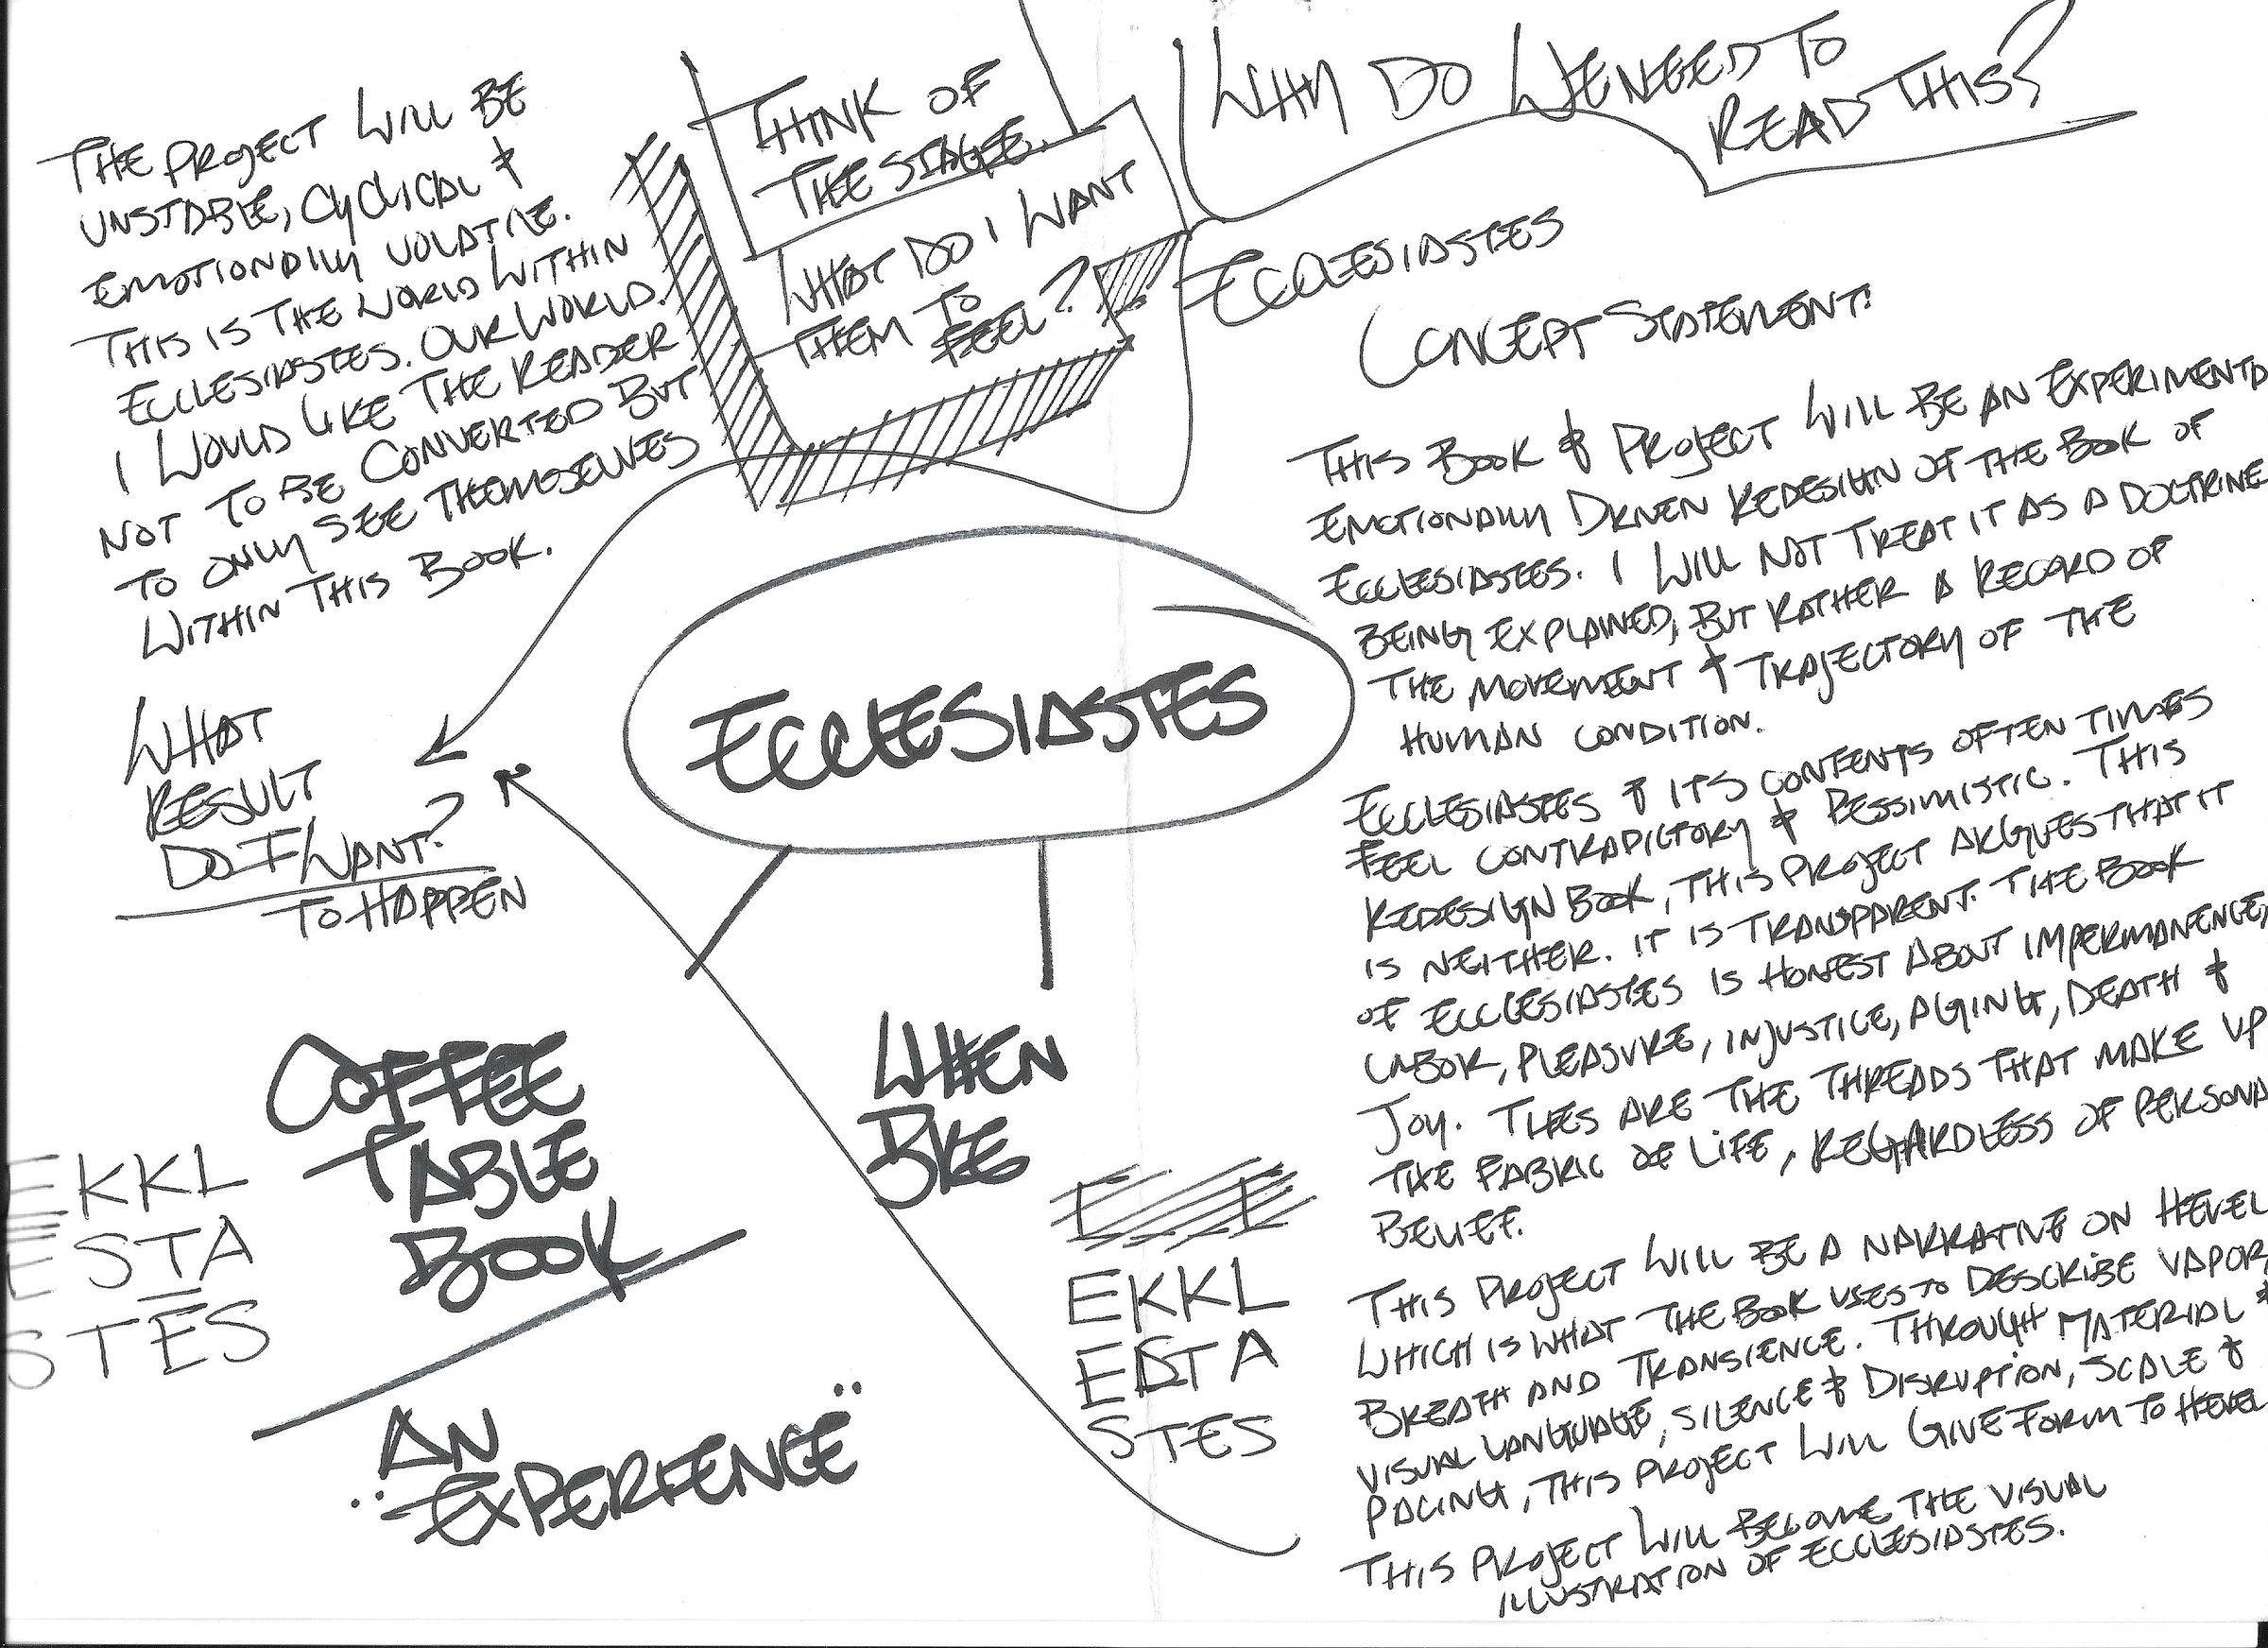 THE PROJECT WILL BE
UNSTABLE, CYCLICAL &
EMOTIONALLY VOLATILE.
THIS IS THE WORLD WITHIN
ECCLESIASTES. OUR WORLD.
I WOULD LIKE THE READER
NOT TO BE CONVERTED BUT
TO ONLY SEE THEMSELVES
WITHIN THIS BOOK.
THINK OF
THE STAGE.
WHAT DO I WANT
THEM TO
FEEL?
WHY DO WE NEED TO
READ THIS?
ECCLESIASTES
CONCEPT STATEMENT:
THIS BOOK & PROJECT WILL BE AN EXPERIMENTAL
EMOTIONALLY DRIVEN REDESIGN OF THE BOOK OF
ECCLESIASTES. I WILL NOT TREAT IT AS A DOCTRINE
BEING EXPLAINED, BUT RATHER A RECORD OF
THE MOVEMENT & TRAJECTORY OF THE
HUMAN CONDITION.
ECCLESIASTES & ITS CONTENTS OFTEN TIMES
FEEL CONTRADICTORY & PESSIMISTIC. THIS
REDESIGN BOOK, THIS PROJECT ARGUES THAT IT
IS NEITHER. IT IS TRANSPARENT. THE BOOK
OF ECCLESIASTES IS HONEST ABOUT IMPERMANENCE,
LABOR, PLEASURE, INJUSTICE, AGING, DEATH &
JOY. THES ARE THE THREADS THAT MAKE UP
THE FABRIC OF LIFE, REGARDLESS OF PERSONA
BELIEF.
THIS PROJECT WILL BE A NARRATIVE ON HEVEL
WHICH IS WHAT THE BOOK USES TO DESCRIBE VAPOR,
BREATH AND TRANSIENCE. THROUGH MATERIAL &
VISUAL LANGUAGE, SILENCE & DISRUPTION, SCALE &
PACING, THIS PROJECT WILL GIVE FORM TO HEVEL
THIS PROJECT WILL BECOME THE VISUAL
ILLUSTRATION OF ECCLESIASTES.
ECCLESIASTES
WHAT
RESULT
DO I WANT?
TO HAPPEN
COFFEE
TABLE
BOOK
AN
EXPERIENCE
WHEN
BKE
EKKL
ESTA
STES
EKKL
ESTA
STES